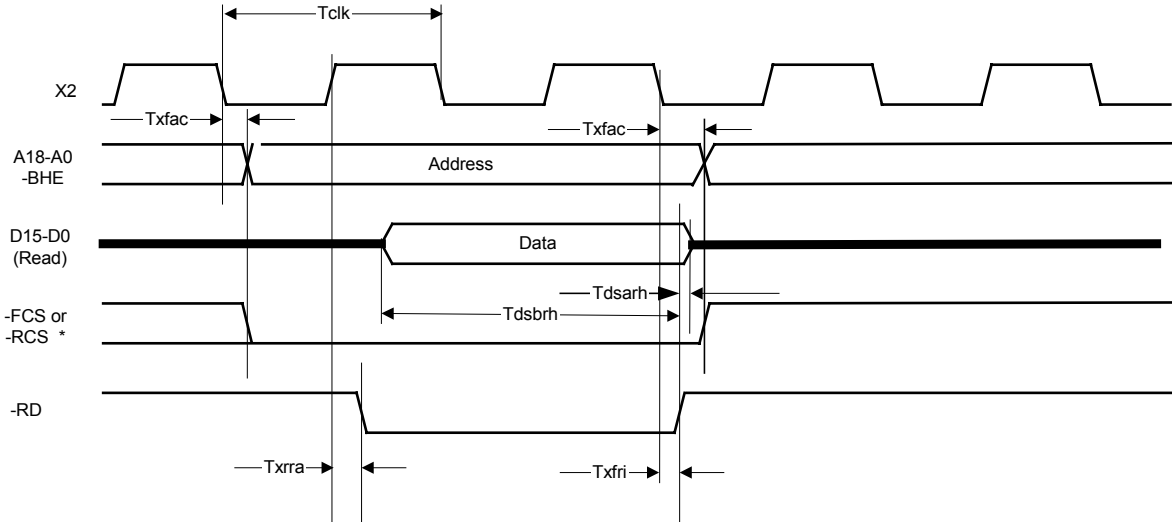 Tclk
X2
Txfac
Txfac
A18-A0
-BHE
Address
D15-D0
(Read)
Data
Tdsarh
Tdsbrh
-FCS or
-RCS *
-RD
Txrra
Txfri